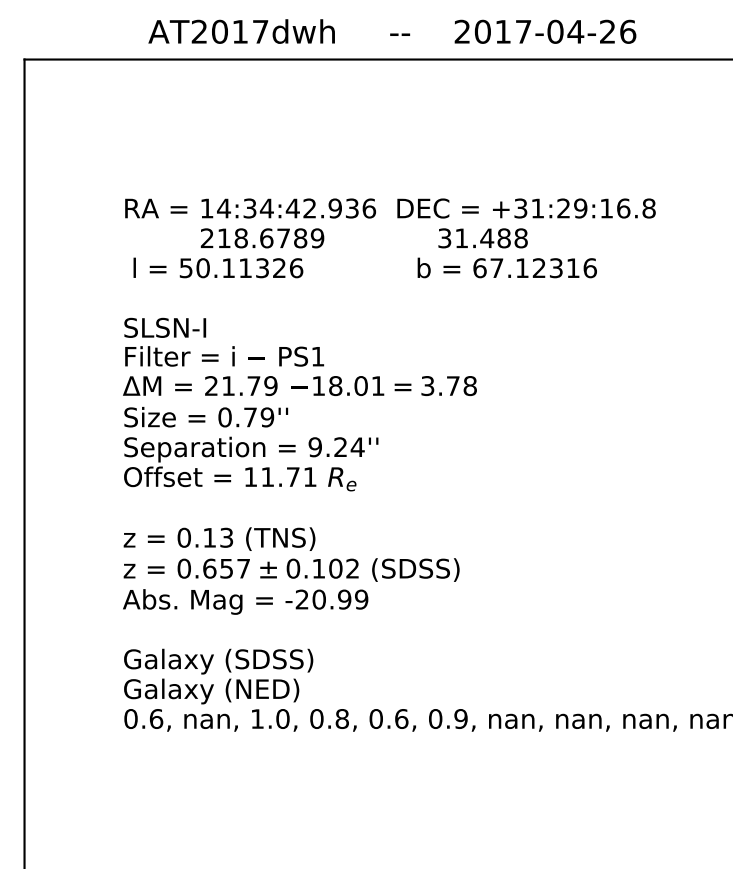 AT2017dwh -- 2017-04-26
RA = 14:34:42.936 DEC = +31:29:16.8
218.6789 31.488
l = 50.11326 b = 67.12316
SLSN-I
Filter = i − PS1
ΔM = 21.79 −18.01 = 3.78
Size = 0.79''
Separation = 9.24''
Offset = 11.71 Re
z = 0.13 (TNS)
z = 0.657 ± 0.102 (SDSS)
Abs. Mag = -20.99
Galaxy (SDSS)
Galaxy (NED)
0.6, nan, 1.0, 0.8, 0.6, 0.9, nan, nan, nan, nan